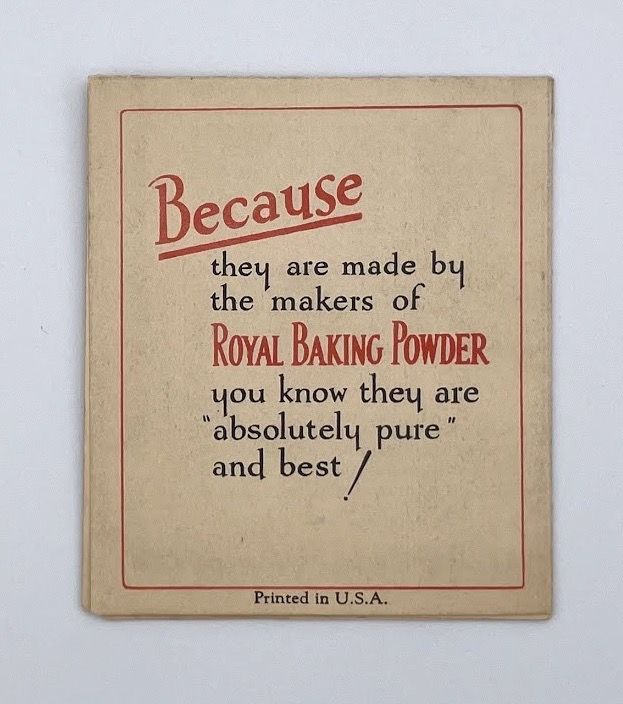 Because
they are made by
the makers of
ROYAL BAKING POWDER
you know they are
"absolutely pure"
and best!
Printed in U.S.A.